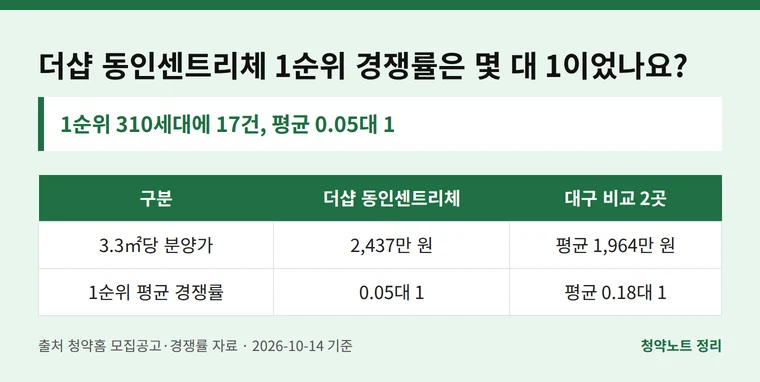 더샵 동인센트리체 1순위 경쟁률은 몇 대 1이었나요?
1순위 310세대에 17건, 평균 0.05대 1
구분 더샵 동인센트리체 대구 비교 2곳
3.3㎡당 분양가 2,437만 원 평균 1,964만 원
1순위 평균 경쟁률 0.05대 1 평균 0.18대 1
출처 청약홈 모집공고·경쟁률 자료 · 2026-10-14 기준 청약노트 정리